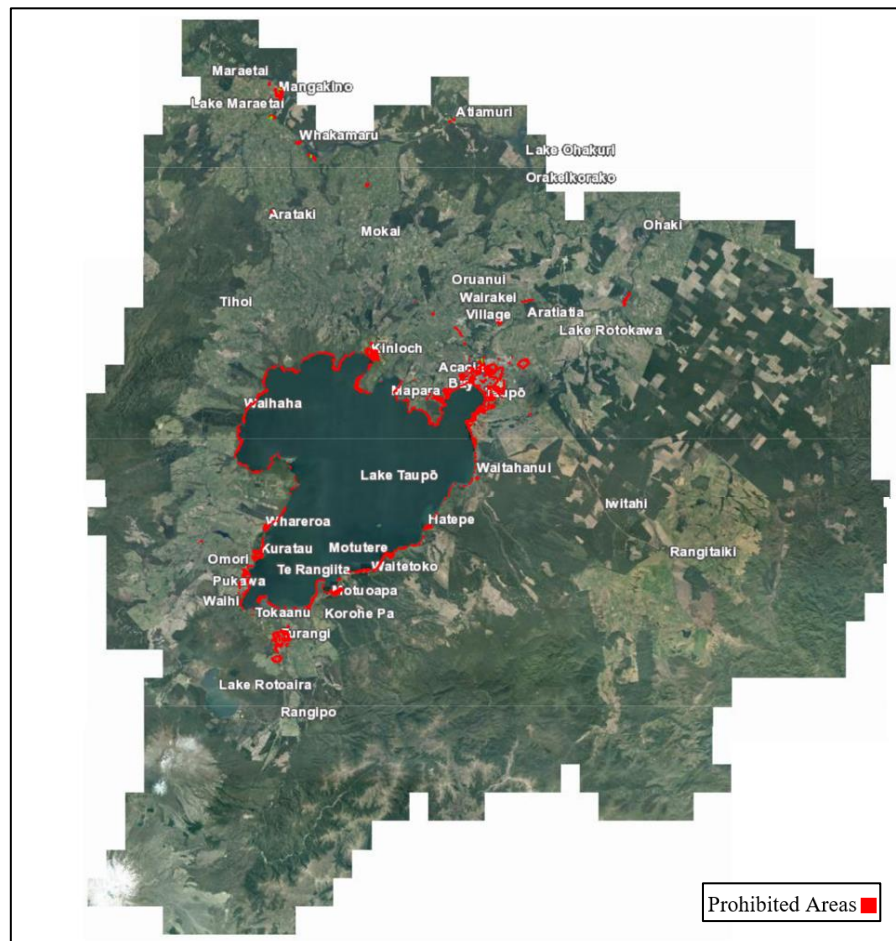 Maraetai
Mangakino
Lake Maraetai
Atiamuri
Whakamaru
Lake Ohakuri
Orakeikorako
Arataki
Ohaki
Mokai
Oruanui
Tihoi
Wairakei
Village
Aratiatia
Lake Rotokawa
Kinloch
Acacia
Bay
Mapara
Taupō
Waihaha
Waitahanui
Lake Taupō
Iwitahi
Whareroa
Hatepe
Kuratau
Motutere
Rangitaiki
Omori
Te Rangiita
Waitetoko
Pukawa
Motuoapa
Waihi
Tokaanu
Korohe Pa
Turangi
Lake Rotoaira
Rangipo
Prohibited Areas